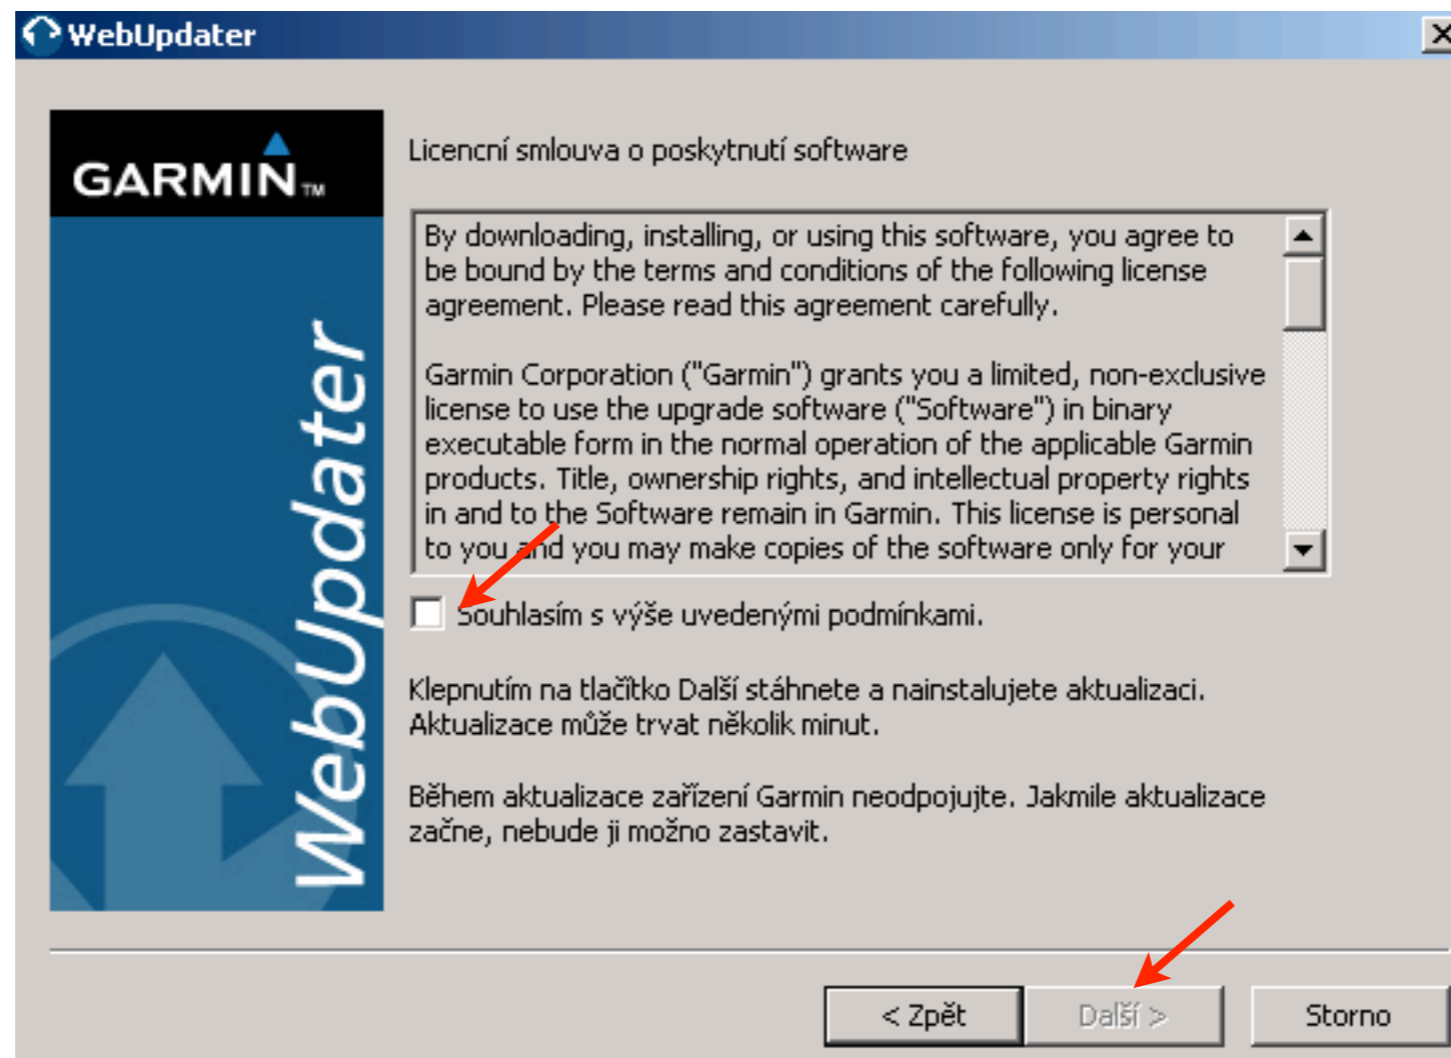 WebUpdater
GARMIN™
WebUpdater
Licencní smlouva o poskytnutí software
By downloading, installing, or using this software, you agree to
be bound by the terms and conditions of the following license
agreement. Please read this agreement carefully.
Garmin Corporation ("Garmin") grants you a limited, non-exclusive
license to use the upgrade software ("Software") in binary
executable form in the normal operation of the applicable Garmin
products. Title, ownership rights, and intellectual property rights
in and to the Software remain in Garmin. This license is personal
to you and you may make copies of the software only for your
Souhlasím s výše uvedenými podmínkami.
Klepnutím na tlačítko Další stáhnete a nainstalujete aktualizaci.
Aktualizace může trvat několik minut.
Během aktualizace zařízení Garmin neodpojujte. Jakmile aktualizace
začne, nebude ji možno zastavit.
< Zpět
Další >
Storno